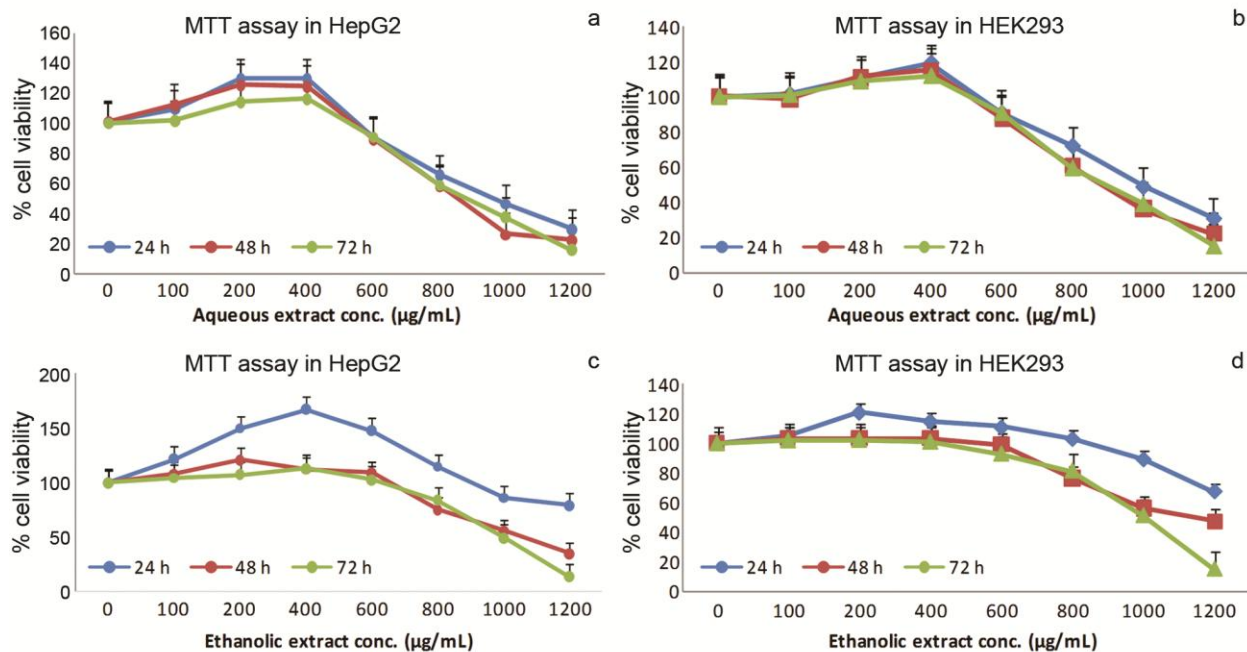 MTT assay in HepG2 a
% cell viability
160
140
120
100
80
60
40
20
0
24 h 48 h 72 h
0 100 200 400 600 800 1000 1200
Aqueous extract conc. (µg/mL)
MTT assay in HEK293 b
% cell viability
140
120
100
80
60
40
20
0
24 h 48 h 72 h
0 100 200 400 600 800 1000 1200
Aqueous extract conc. (µg/mL)
MTT assay in HepG2 c
% cell viability
200
150
100
50
0
24 h 48 h 72 h
0 100 200 400 600 800 1000 1200
Ethanolic extract conc. (µg/mL)
MTT assay in HEK293 d
% cell viability
140
120
100
80
60
40
20
0
24 h 48 h 72 h
0 100 200 400 600 800 1000 1200
Ethanolic extract conc. (µg/mL)